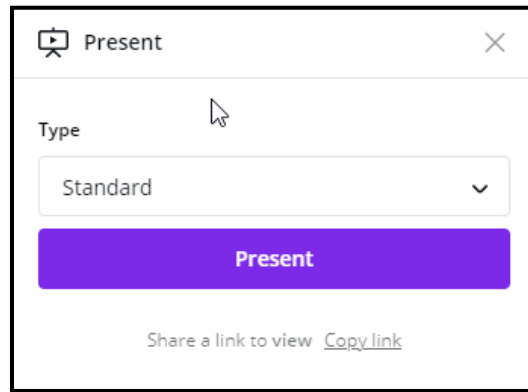 Present
Type
Standard
Present
Share a link to view Copy link